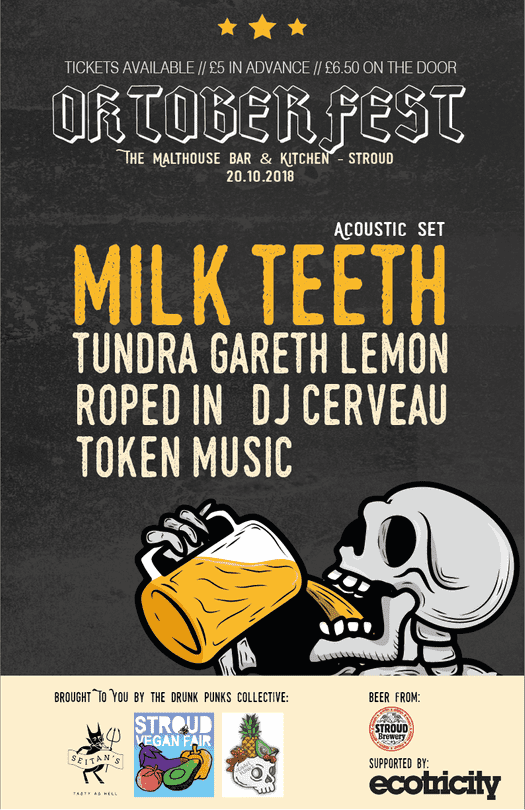 TICKETS AVAILABLE // £5 IN ADVANCE // £6.50 ON THE DOOR
OKTOBERFEST
THE MALTHOUSE BAR & KITCHEN - STROUD
20.10.2018
ACOUSTIC SET
MILK TEETH
TUNDRA GARETH LEMON
ROPED IN DJ CERVEAU
TOKEN MUSIC
BROUGHT TO YOU BY THE DRUNK PUNKS COLLECTIVE:
SEITAN'S
TASTY AS HELL
STROUD
VEGAN FAIR
BEER FROM:
STROUD
Brewery
SUPPORTED BY:
ecotricity